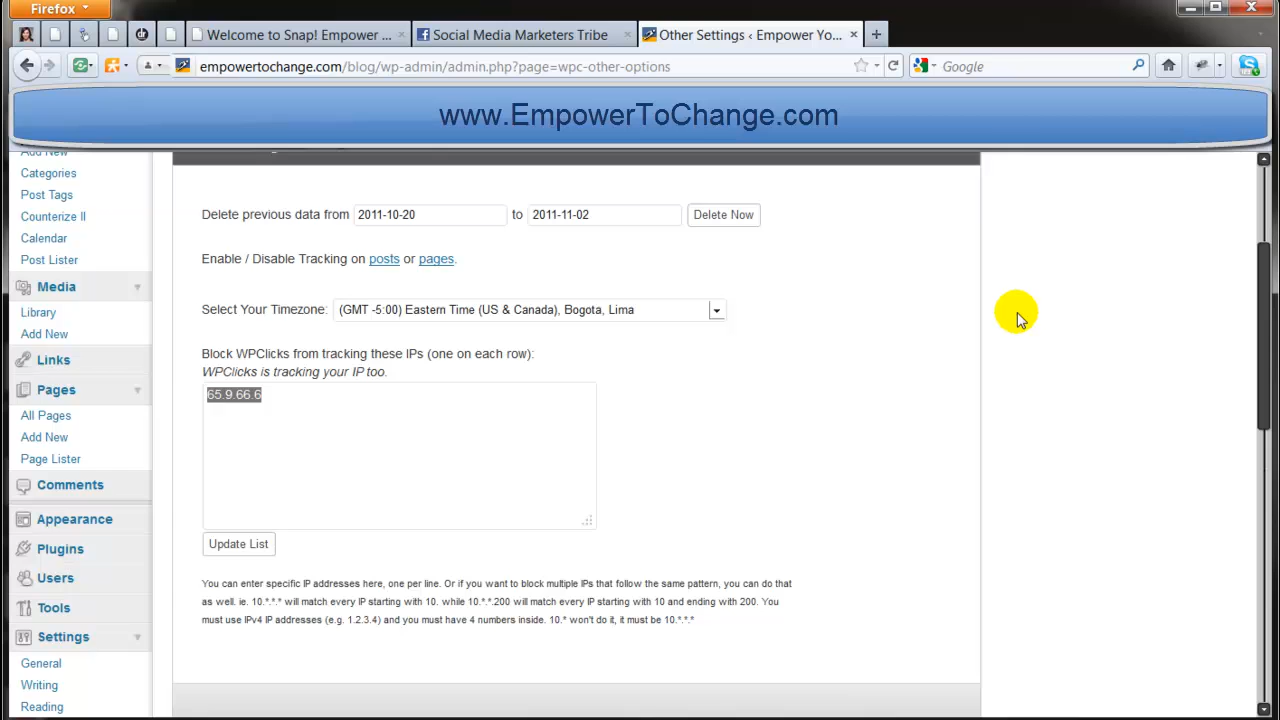 Firefox
Welcome to Snap! Empower ...
Social Media Marketers Tribe
Other Settings ‹ Empower Yo...
empowertochange.com/blog/wp-admin/admin.php?page=wpc-other-options
Google
www.EmpowerToChange.com
Add New
Categories
Post Tags
Counterize II
Calendar
Post Lister
Media
Library
Add New
Links
Pages
All Pages
Add New
Page Lister
Comments
Appearance
Plugins
Users
Tools
Settings
General
Writing
Reading
Delete previous data from 2011-10-20 to 2011-11-02 Delete Now
Enable / Disable Tracking on posts or pages.
Select Your Timezone: (GMT -5:00) Eastern Time (US & Canada), Bogota, Lima
Block WPClicks from tracking these IPs (one on each row):
WPClicks is tracking your IP too.
65.9.66.6
Update List
You can enter specific IP addresses here, one per line. Or if you want to block multiple IPs that follow the same pattern, you can do that
as well. ie. 10.*.*.* will match every IP starting with 10. while 10.*.*.200 will match every IP starting with 10 and ending with 200. You
must use IPv4 IP addresses (e.g. 1.2.3.4) and you must have 4 numbers inside. 10.* won't do it, it must be 10.*.*.*